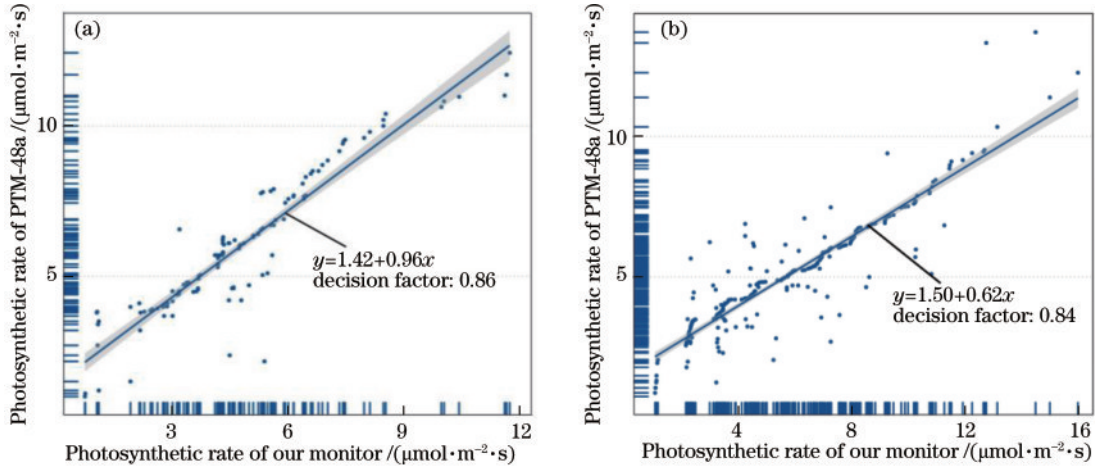 (a)
Photosynthetic rate of PTM-48a /(μmol·m⁻²·s)
10
5
y=1.42+0.96x
decision factor: 0.86
3 6 9 12
Photosynthetic rate of our monitor /(μmol·m⁻²·s)
(b)
Photosynthetic rate of PTM-48a /(μmol·m⁻²·s)
10
5
y=1.50+0.62x
decision factor: 0.84
4 8 12 16
Photosynthetic rate of our monitor /(μmol·m⁻²·s)